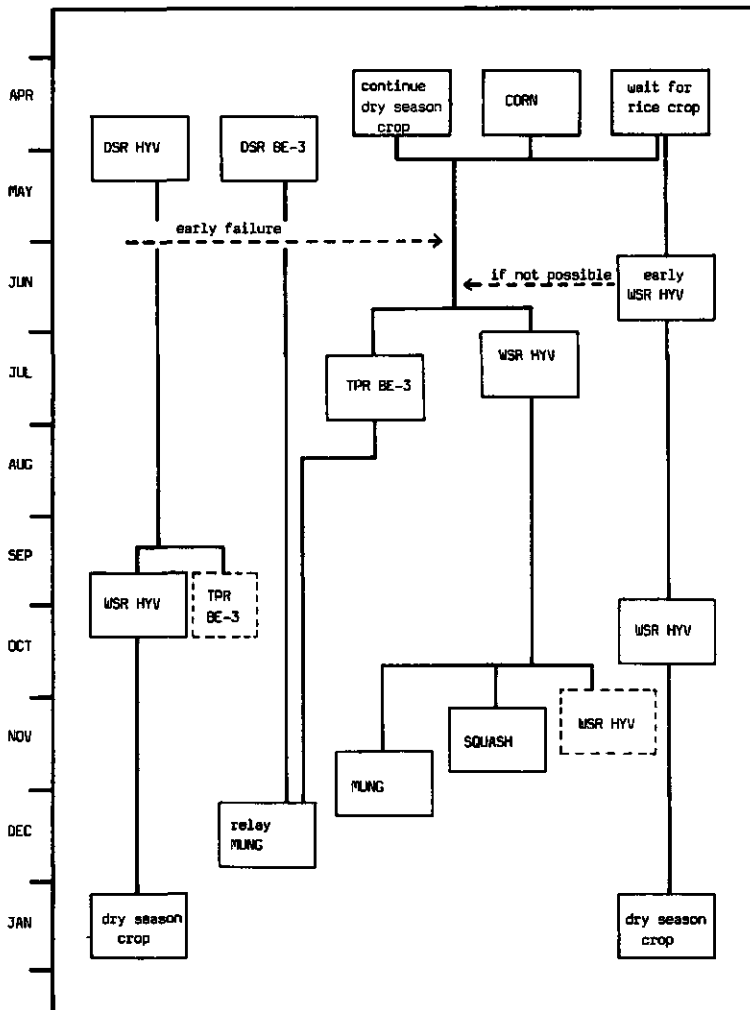 APR
MAY
JUN
JUL
AUG
SEP
OCT
NOV
DEC
JAN
continue
dry season
crop
CORN
wait for
rice crop
DSR HYV
DSR BE-3
early failure
if not possible
early
WSR HYV
TPR BE-3
WSR HYV
WSR HYV
TPR
BE-3
WSR HYV
MUNG
SQUASH
WSR HYV
relay
MUNG
dry season
crop
dry season
crop